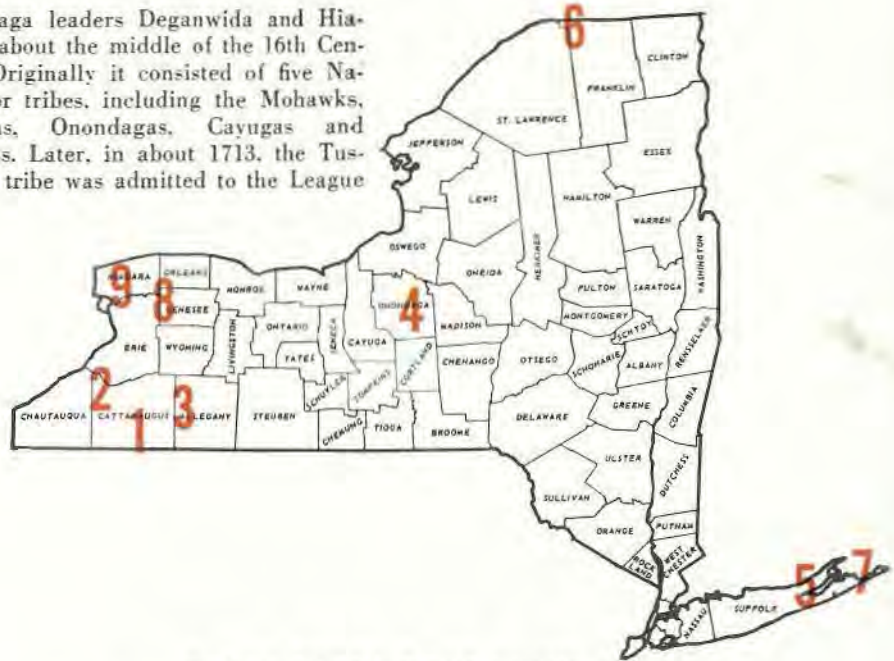 aga leaders Deganwida and Hia-
about the middle of the 16th Cen-
Originally it consisted of five Na-
or tribes, including the Mohawks,
Onondagas, Cayugas and
Later, in about 1713, the Tus-
tribe was admitted to the League
6
CLINTON
FRANKLIN
ST. LAWRENCE
JEFFERSON
ESSEX
LEWIS
HAMILTON
HERKIMER
WARREN
WASHINGTON
OSWEGO
ONEIDA
NIAGARA
9
ORLEANS
8
GENESEE
MONROE
WAYNE
ONONDAGA
4
MADISON
FULTON
SARATOGA
MONTGOMERY
SCHTDY
RENSSELAER
ERIE
WYOMING
LIVINGSTON
ONTARIO
YATES
SENECA
CAYUGA
CORTLAND
CHENANGO
OTSEGO
SCHOHARIE
ALBANY
SCHUYLER
TOMPKINS
CHAUTAUQUA
2
CATTARAUGUS
1
3
ALLEGANY
STEUBEN
CHEMUNG
TIOGA
BROOME
DELAWARE
GREENE
COLUMBIA
ULSTER
DUTCHESS
SULLIVAN
ORANGE
PUTNAM
ROCK
LAND
WEST
CHESTER
NASSAU
SUFFOLK
5
7